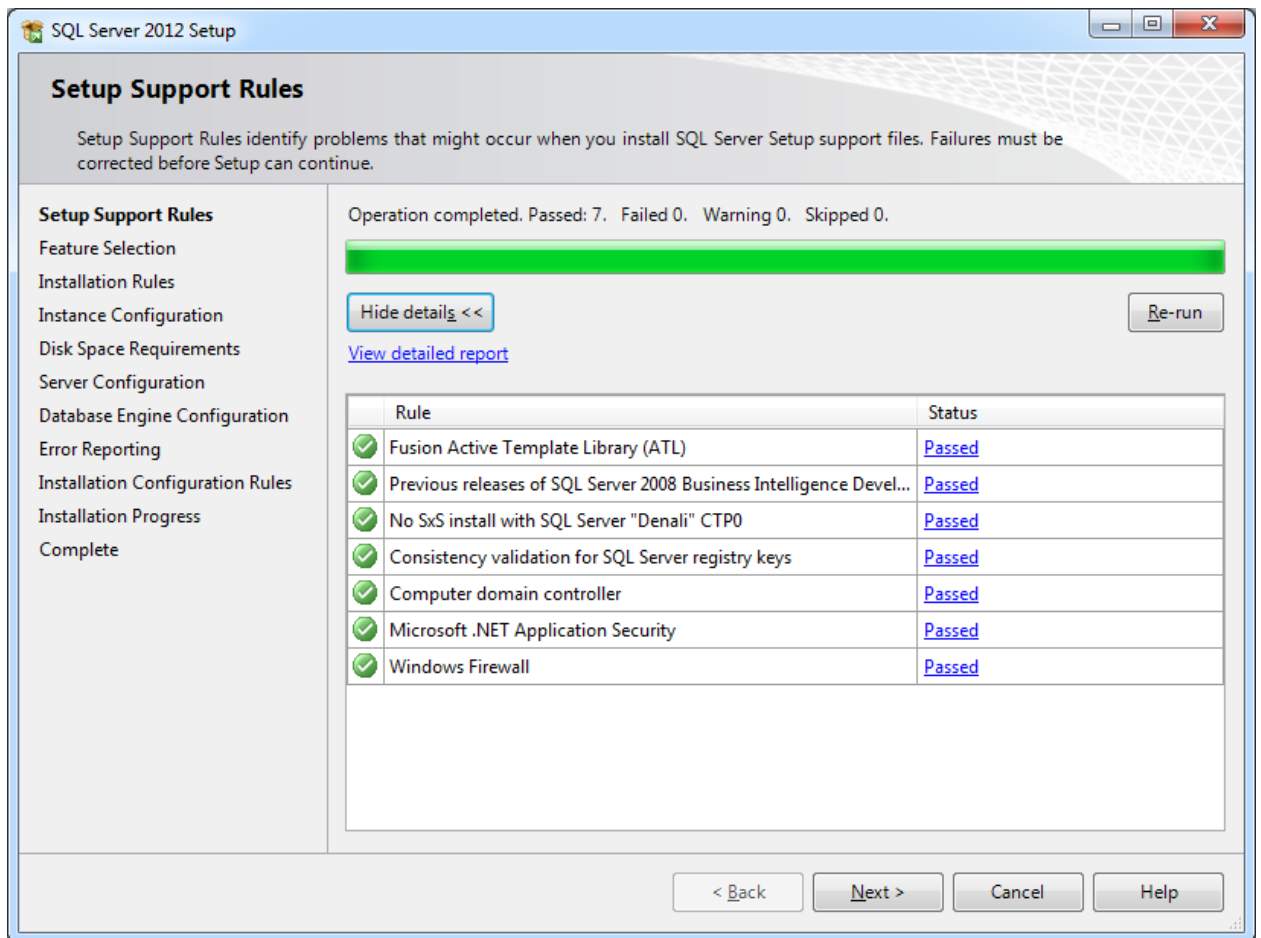 SQL Server 2012 Setup
Setup Support Rules
Setup Support Rules identify problems that might occur when you install SQL Server Setup support files. Failures must be
corrected before Setup can continue.
Setup Support Rules
Feature Selection
Installation Rules
Instance Configuration
Disk Space Requirements
Server Configuration
Database Engine Configuration
Error Reporting
Installation Configuration Rules
Installation Progress
Complete
Operation completed. Passed: 7. Failed 0. Warning 0. Skipped 0.
Hide details << Re-run
View detailed report
Rule Status
Fusion Active Template Library (ATL) Passed
Previous releases of SQL Server 2008 Business Intelligence Devel... Passed
No SxS install with SQL Server "Denali" CTP0 Passed
Consistency validation for SQL Server registry keys Passed
Computer domain controller Passed
Microsoft .NET Application Security Passed
Windows Firewall Passed
< Back Next > Cancel Help